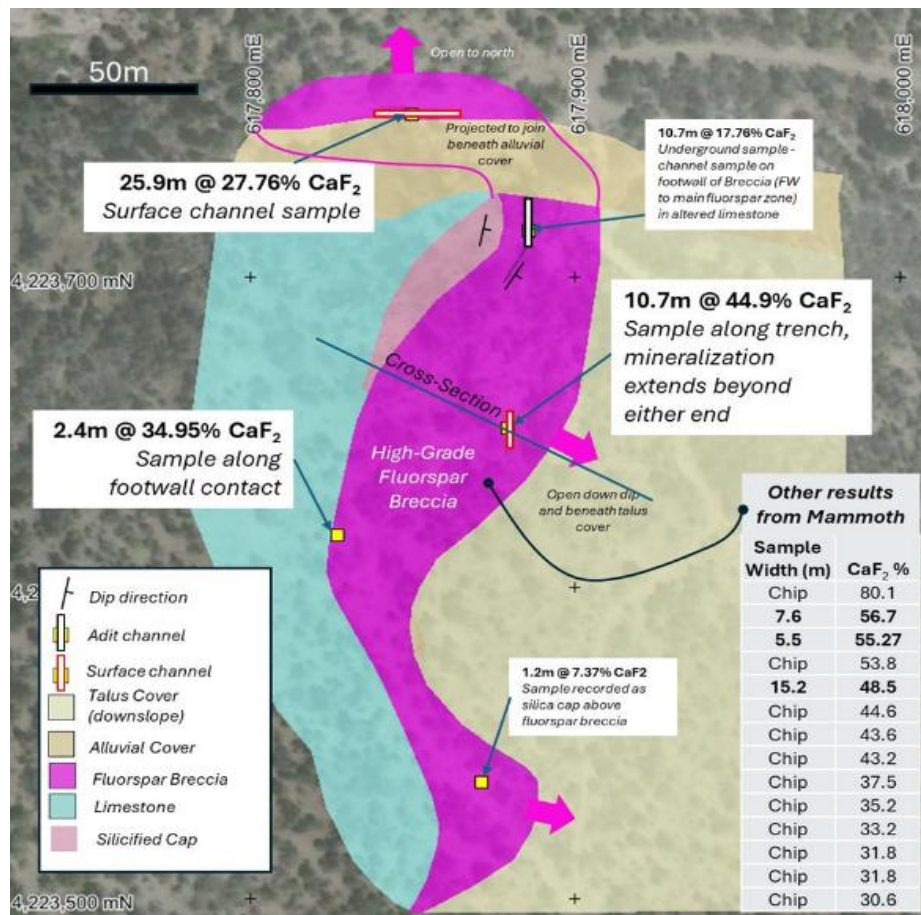 50m
617,800 mE
Open to north
617,900 mE
618,000 mE
Projected to join
beneath alluvial
cover
10.7m @ 17.76% CaF₂
Underground sample -
channel sample on
footwall of Breccia (FW
to main fluorspar zone)
in altered limestone
25.9m @ 27.76% CaF₂
Surface channel sample
4,223,700 mN
10.7m @ 44.9% CaF₂
Sample along trench,
mineralization
extends beyond
either end
Cross-Section
2.4m @ 34.95% CaF₂
Sample along
footwall contact
High-Grade
Fluorspar
Breccia
Open down dip
and beneath talus
cover
Other results
from Mammoth
Sample
Width (m) CaF₂ %
Chip 80.1
7.6 56.7
5.5 55.27
Chip 53.8
15.2 48.5
Chip 44.6
Chip 43.6
Chip 43.2
Chip 37.5
Chip 35.2
Chip 33.2
Chip 31.8
Chip 31.8
Chip 30.6
Dip direction
Adit channel
Surface channel
Talus Cover
(downslope)
Alluvial Cover
Fluorspar Breccia
Limestone
Silicified Cap
1.2m @ 7.37% CaF2
Sample recorded as
silica cap above
fluorspar breccia
4,223,500 mN